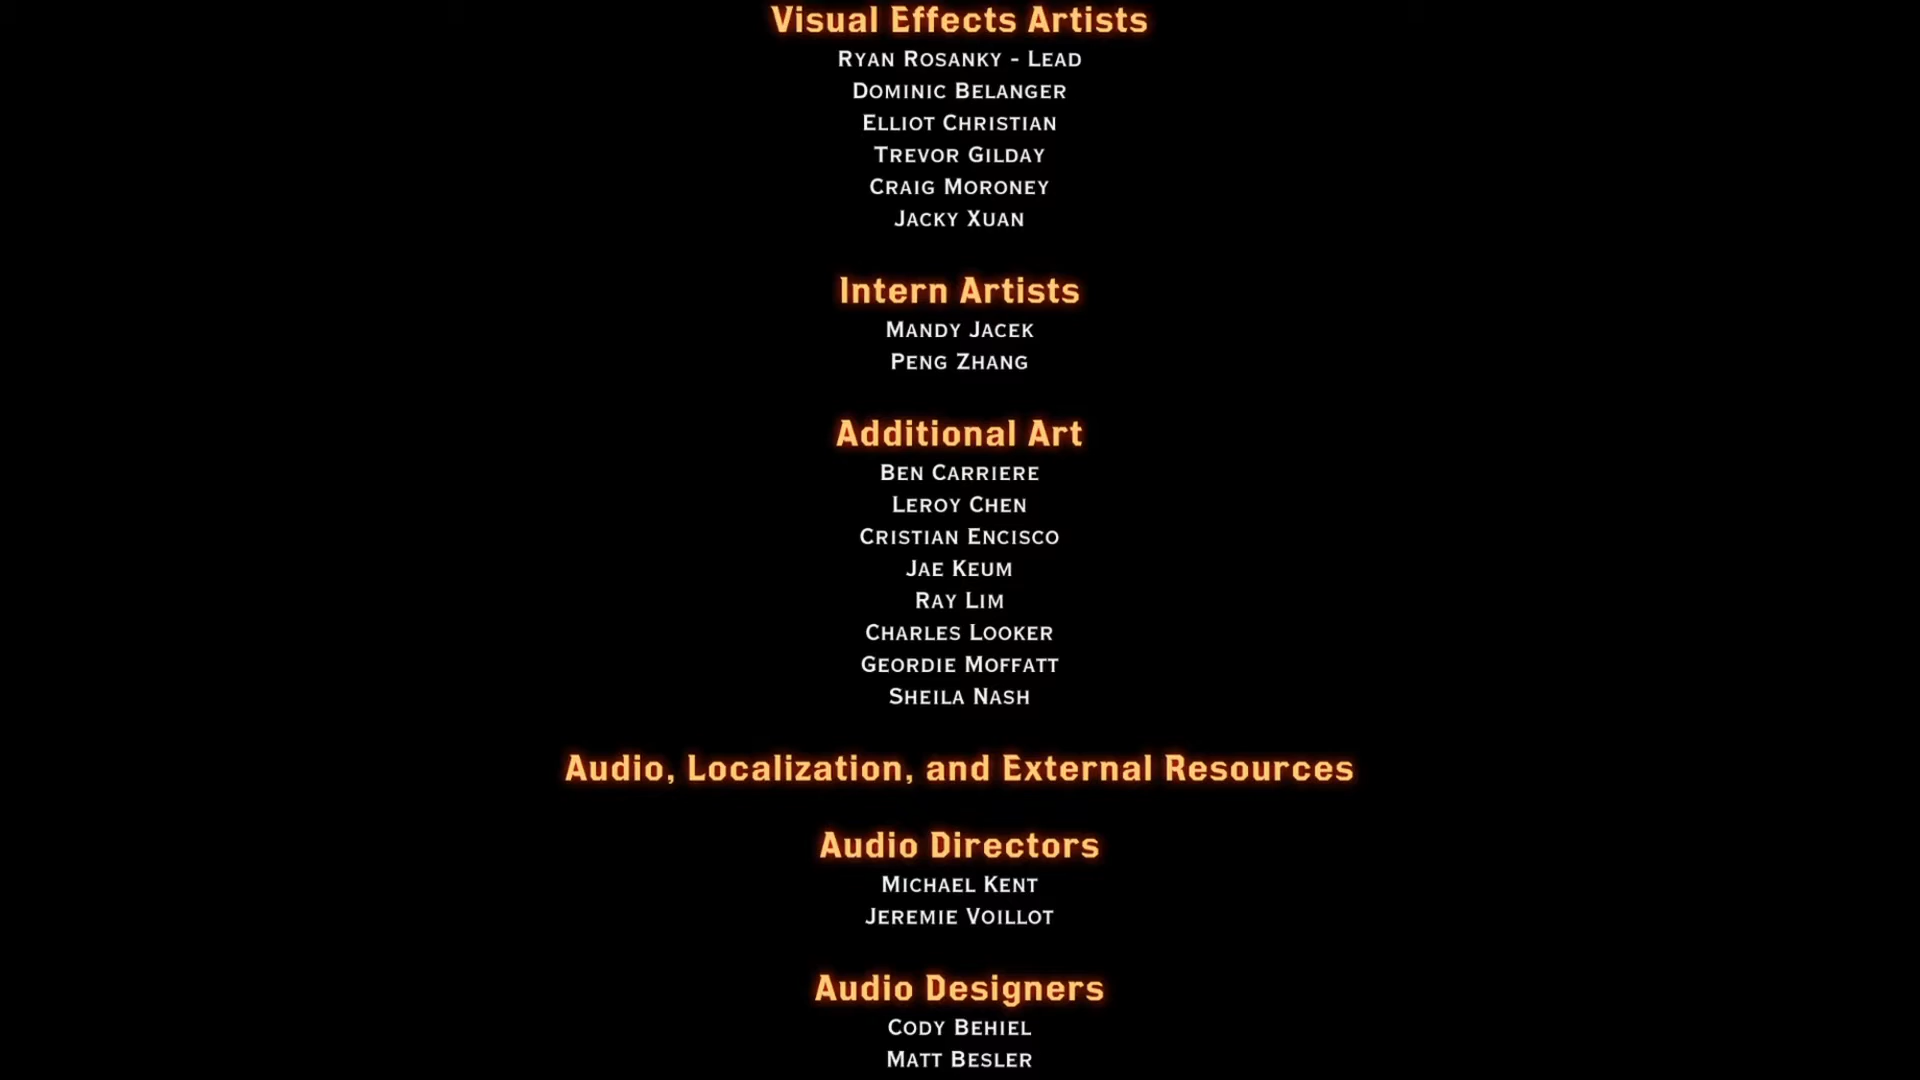 Visual Effects Artists
Ryan Rosanky - Lead
Dominic Belanger
Elliot Christian
Trevor Gilday
Craig Moroney
Jacky Xuan
Intern Artists
Mandy Jacek
Peng Zhang
Additional Art
Ben Carriere
Leroy Chen
Cristian Encisco
Jae Keum
Ray Lim
Charles Looker
Geordie Moffatt
Sheila Nash
Audio, Localization, and External Resources
Audio Directors
Michael Kent
Jeremie Voillot
Audio Designers
Cody Behiel
Matt Besler